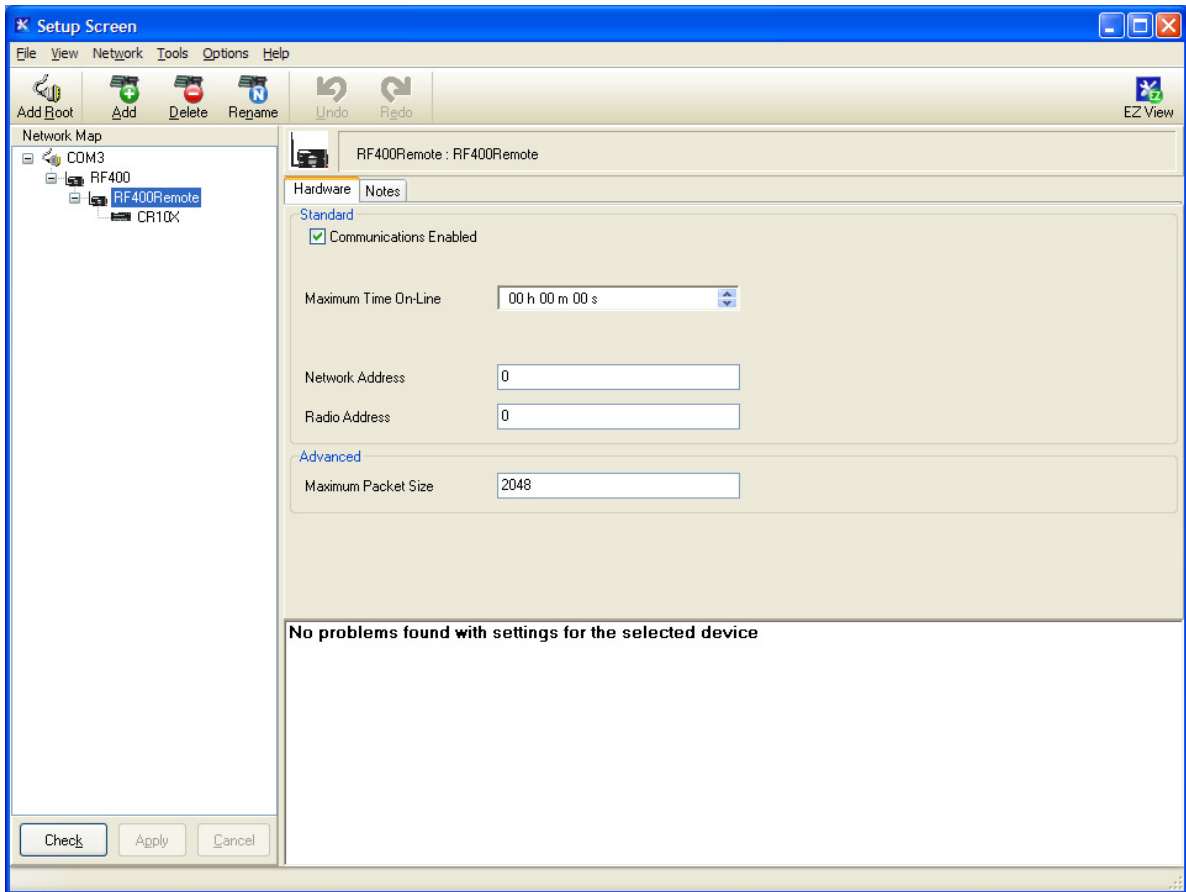 Setup Screen
File View Network Tools Options Help
Add Root Add Delete Rename Undo Redo EZ View
Network Map
COM3
RF400
RF400Remote
CR10X
RF400Remote : RF400Remote
Hardware Notes
Standard
Communications Enabled
Maximum Time On-Line 00 h 00 m 00 s
Network Address 0
Radio Address 0
Advanced
Maximum Packet Size 2048
No problems found with settings for the selected device
Check Apply Cancel